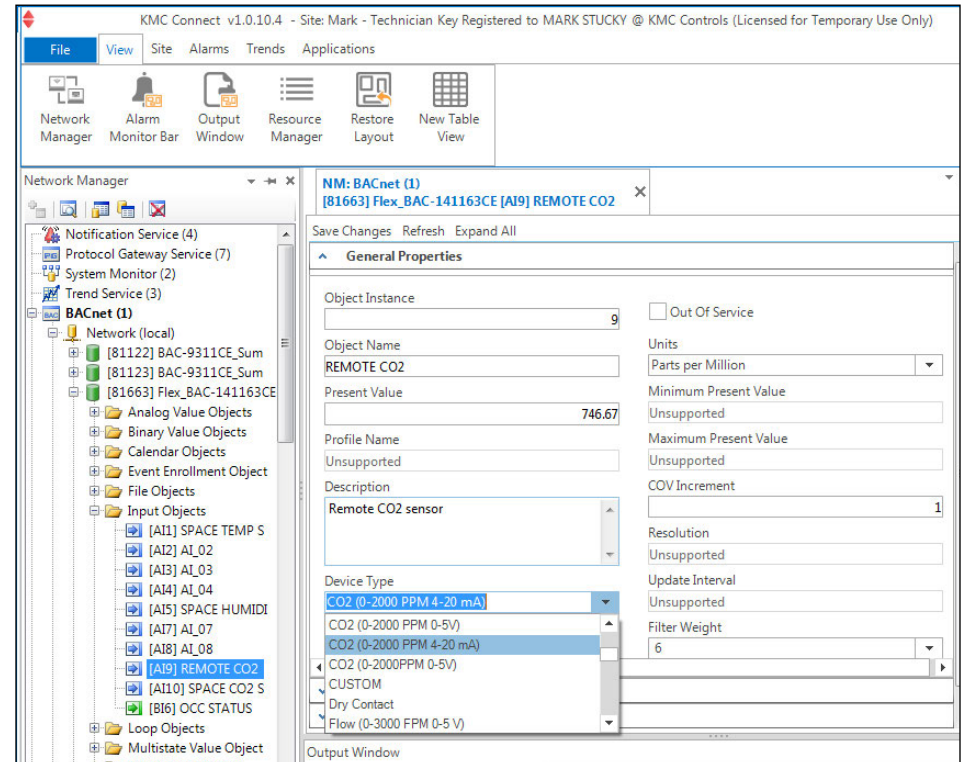 KMC Connect v1.0.10.4 - Site: Mark - Technician Key Registered to MARK STUCKY @ KMC Controls (Licensed for Temporary Use Only)
File View Site Alarms Trends Applications
Network Manager
Alarm Monitor Bar
Output Window
Resource Manager
Restore Layout
New Table View
Network Manager
Notification Service (4)
Protocol Gateway Service (7)
System Monitor (2)
Trend Service (3)
BACnet (1)
Network (local)
[81122] BAC-9311CE_Sum
[81123] BAC-9311CE_Sum
[81663] Flex_BAC-141163CE
Analog Value Objects
Binary Value Objects
Calendar Objects
Event Enrollment Object
File Objects
Input Objects
[AI1] SPACE TEMP S
[AI2] AI_02
[AI3] AI_03
[AI4] AI_04
[AI5] SPACE HUMIDI
[AI7] AI_07
[AI8] AI_08
[AI9] REMOTE CO2
[AI10] SPACE CO2 S
[BI6] OCC STATUS
Loop Objects
Multistate Value Object
NM: BACnet (1)
[81663] Flex_BAC-141163CE [AI9] REMOTE CO2
Save Changes Refresh Expand All
General Properties
Object Instance
9
Object Name
REMOTE CO2
Present Value
746.67
Profile Name
Unsupported
Description
Remote CO2 sensor
Device Type
CO2 (0-2000 PPM 4-20 mA)
CO2 (0-2000 PPM 0-5V)
CO2 (0-2000 PPM 4-20 mA)
CO2 (0-2000PPM 0-5V)
CUSTOM
Dry Contact
Flow (0-3000 FPM 0-5 V)
Out Of Service
Units
Parts per Million
Minimum Present Value
Unsupported
Maximum Present Value
Unsupported
COV Increment
1
Resolution
Unsupported
Update Interval
Unsupported
Filter Weight
6
Output Window